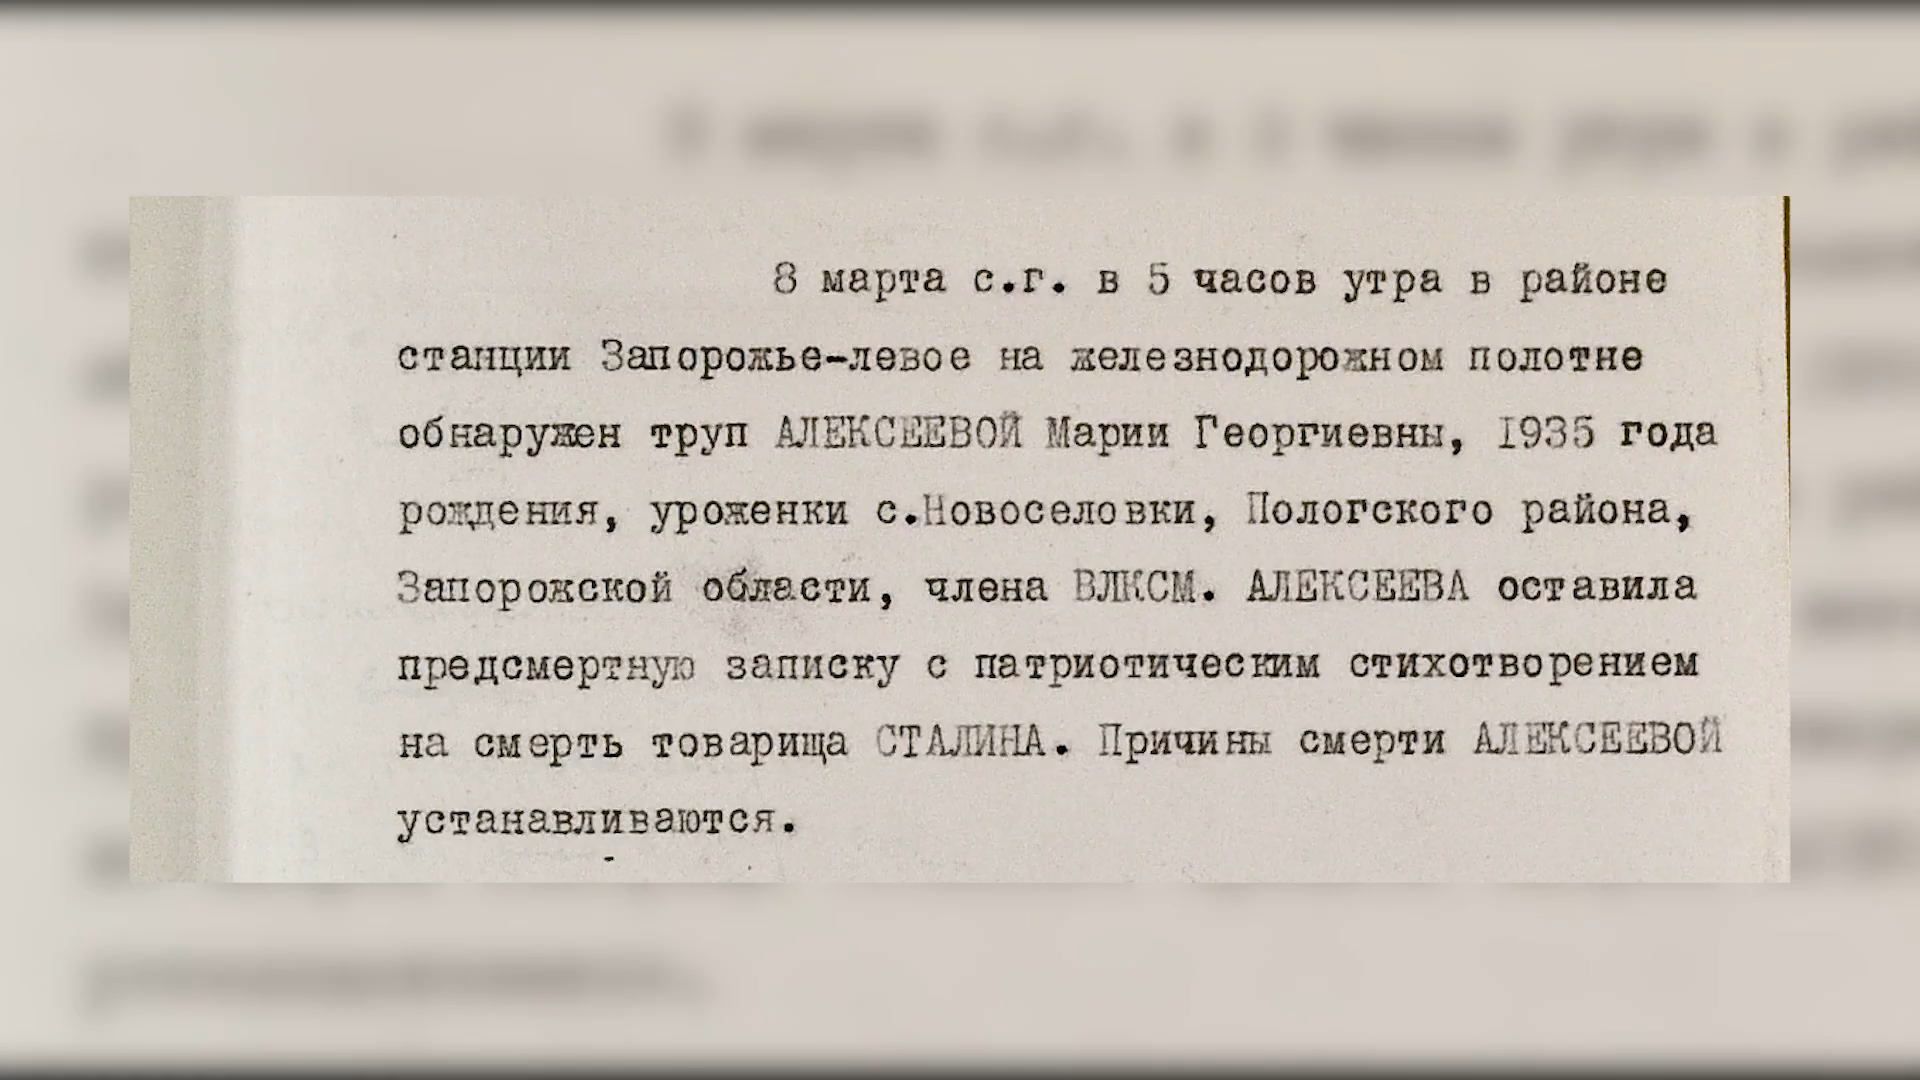 8 марта с.г. в 5 часов утра в районе
станции Запорожье-левое на железнодорожном полотне
обнаружен труп АЛЕКСЕЕВОЙ Марии Георгиевны, 1935 года
рождения, уроженки с.Новоселовки, Пологского района,
Запорожской области, члена ВЛКСМ. АЛЕКСЕЕВА оставила
предсмертную записку с патриотическим стихотворением
на смерть товарища СТАЛИНА. Причины смерти АЛЕКСЕЕВОЙ
устанавливаются.